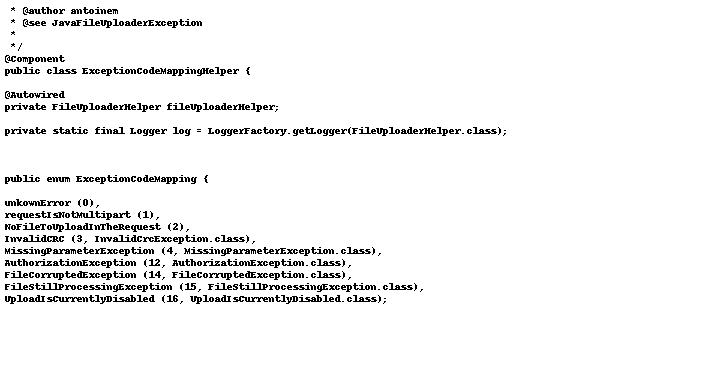 * @author antoinem
* @see JavaFileUploaderException
*
*/
@Component
public class ExceptionCodeMappingHelper {
@Autowired
private FileUploaderHelper fileUploaderHelper;
private static final Logger log = LoggerFactory.getLogger(FileUploaderHelper.class);
public enum ExceptionCodeMapping {
unkownError (0),
requestIsNotMultipart (1),
NoFileToUploadInTheRequest (2),
InvalidCRC (3, InvalidCrcException.class),
MissingParameterException (4, MissingParameterException.class),
AuthorizationException (12, AuthorizationException.class),
FileCorruptedException (14, FileCorruptedException.class),
FileStillProcessingException (15, FileStillProcessingException.class),
UploadIsCurrentlyDisabled (16, UploadIsCurrentlyDisabled.class);